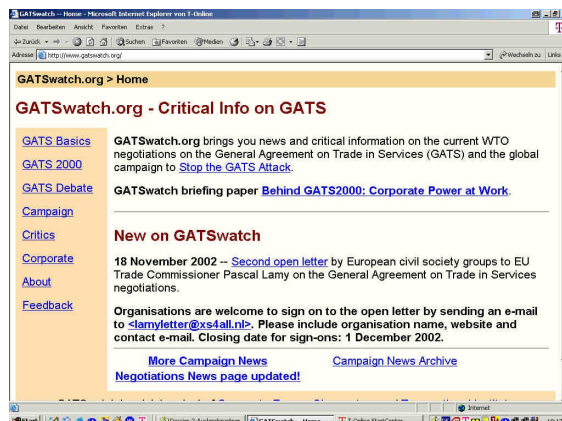 GATSwatch -- Home - Microsoft Internet Explorer von T-Online
Datei Bearbeiten Ansicht Favoriten Extras ?
Zurück Suchen Favoriten Medien
Adresse http://www.gatswatch.org/ Wechseln zu Links
GATSwatch.org > Home
GATSwatch.org - Critical Info on GATS
GATS Basics
GATS 2000
GATS Debate
Campaign
Critics
Corporate
About
Feedback
GATSwatch.org brings you news and critical information on the current WTO
negotiations on the General Agreement on Trade in Services (GATS) and the global
campaign to Stop the GATS Attack.
GATSwatch briefing paper Behind GATS2000: Corporate Power at Work.
New on GATSwatch
18 November 2002 -- Second open letter by European civil society groups to EU
Trade Commissioner Pascal Lamy on the General Agreement on Trade in Services
negotiations.
Organisations are welcome to sign on to the open letter by sending an e-mail
to <lamyletter@xs4all.nl>. Please include organisation name, website and
contact e-mail. Closing date for sign-ons: 1 December 2002.
More Campaign News Campaign News Archive
Negotiations News page updated!
Internet